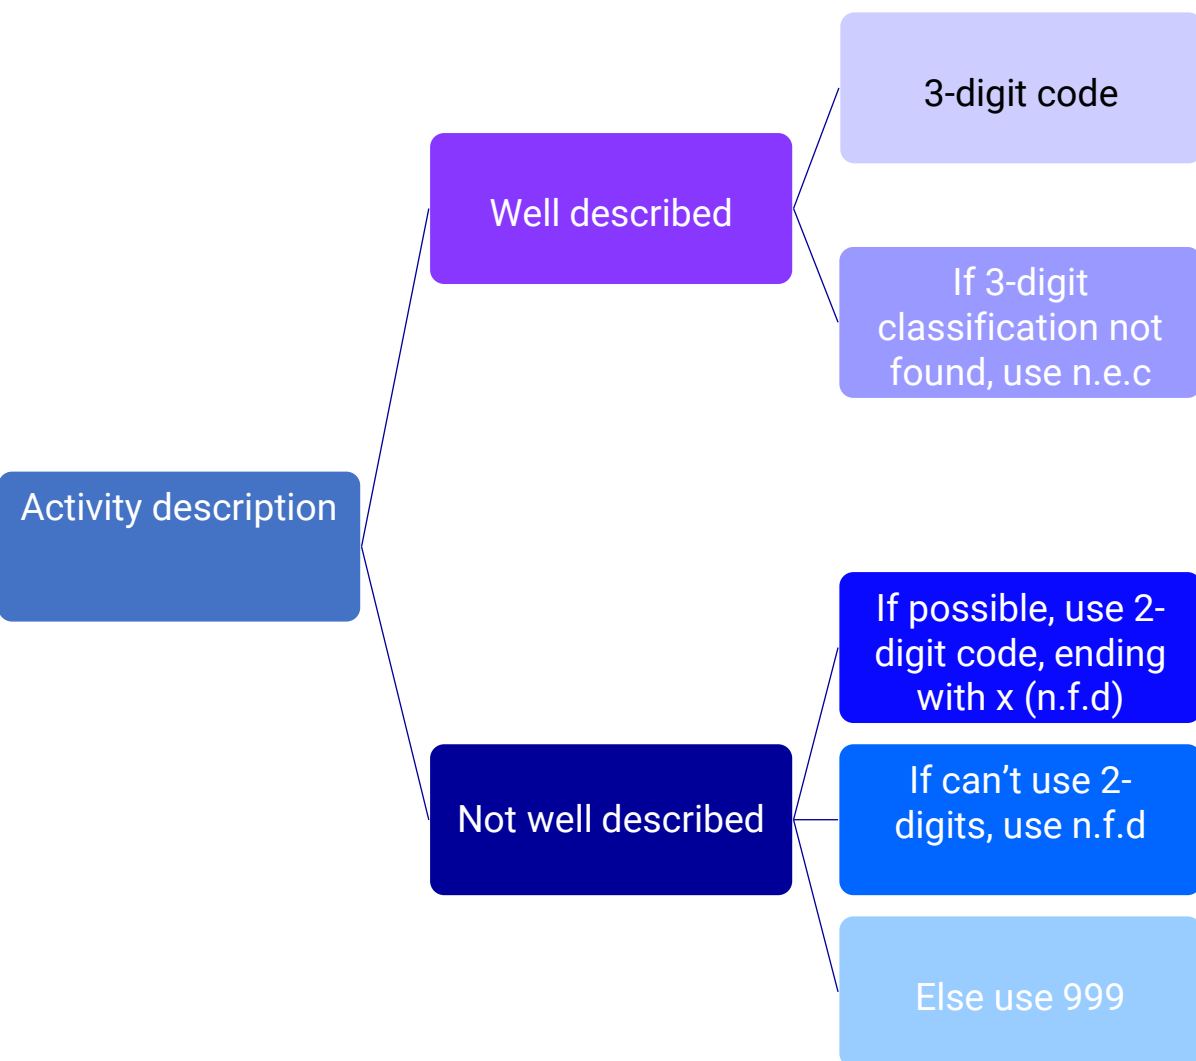 3-digit code
Well described
If 3-digit
classification not
found, use n.e.c
Activity description
If possible, use 2-
digit code, ending
with x (n.f.d)
Not well described
If can’t use 2-
digits, use n.f.d
Else use 999